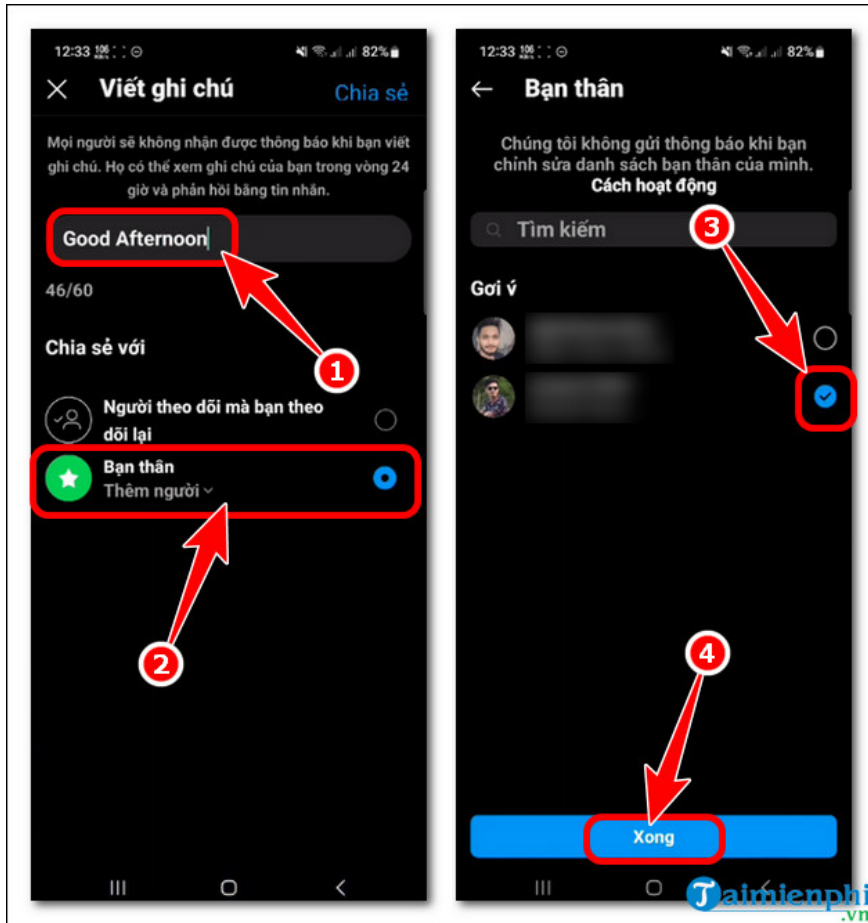 12:33 106 KB/s 82%
Viết ghi chú
Chia sẻ
Mọi người sẽ không nhận được thông báo khi bạn viết
ghi chú. Họ có thể xem ghi chú của bạn trong vòng 24
giờ và phản hồi bằng tin nhắn.
Good Afternoon
1
46/60
Chia sẻ với
Người theo dõi mà bạn theo
dõi lại
Bạn thân
Thêm người
2
12:33 106 KB/s 82%
Bạn thân
Chúng tôi không gửi thông báo khi bạn
chỉnh sửa danh sách bạn thân của mình.
Cách hoạt động
Tìm kiếm
3
Gợi ý
4
Xong
Taimienphi
.vn